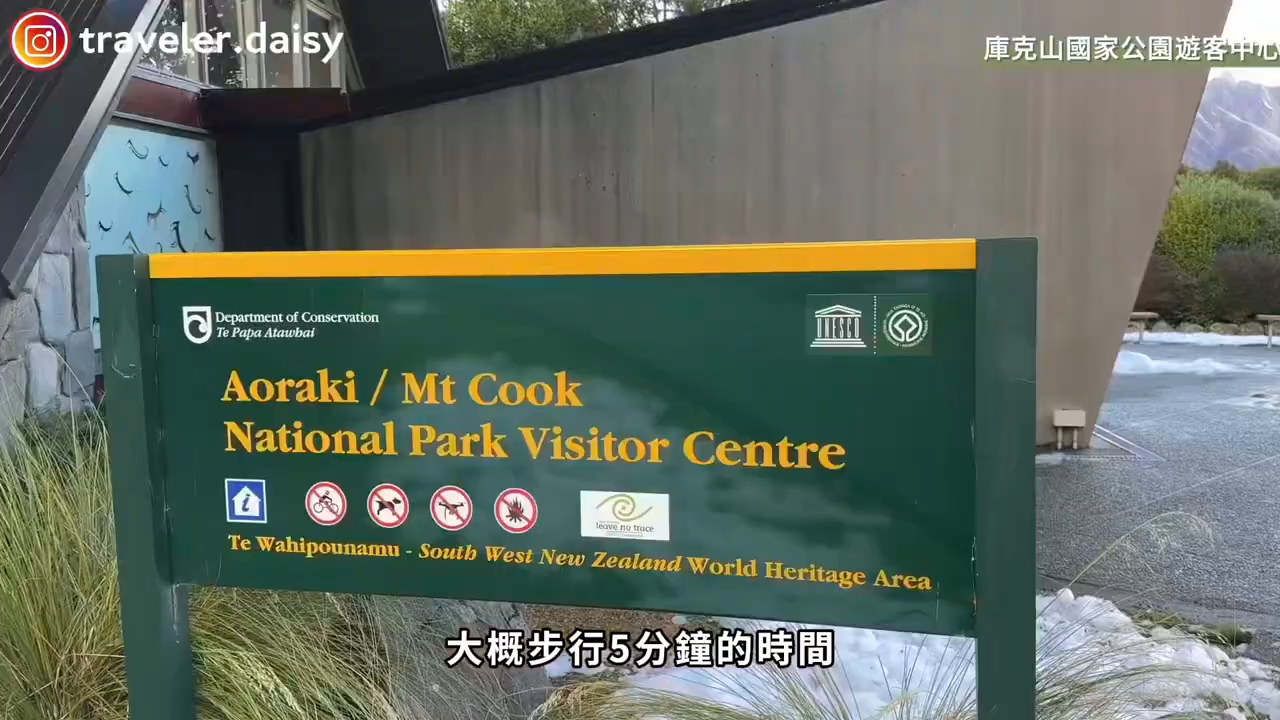 traveler.daisy
庫克山國家公園遊客中心
Department of Conservation
Te Papa Atawhai
UNESCO
Aoraki / Mt Cook
National Park Visitor Centre
i
leave no trace
Te Wahipounamu - South West New Zealand World Heritage Area
大概步行5分鐘的時間